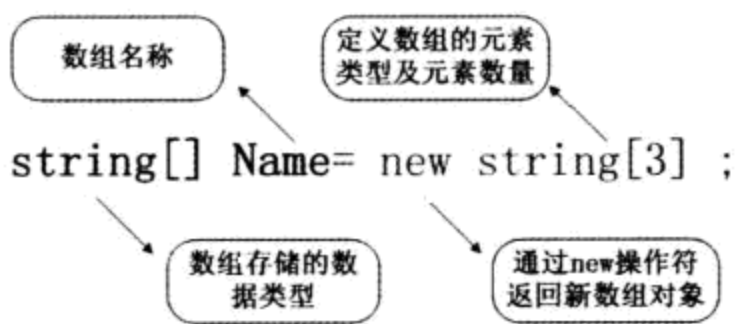 数组名称
定义数组的元素
类型及元素数量
string[] Name= new string[3] ;
数组存储的数
据类型
通过new操作符
返回新数组对象